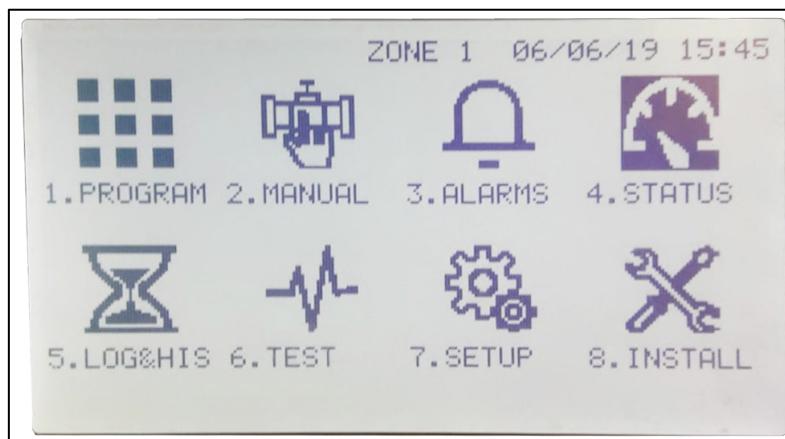 ZONE 1 06/06/19 15:45
1.PROGRAM 2.MANUAL 3.ALARMS 4.STATUS
5.LOG&HIS 6.TEST 7.SETUP 8.INSTALL